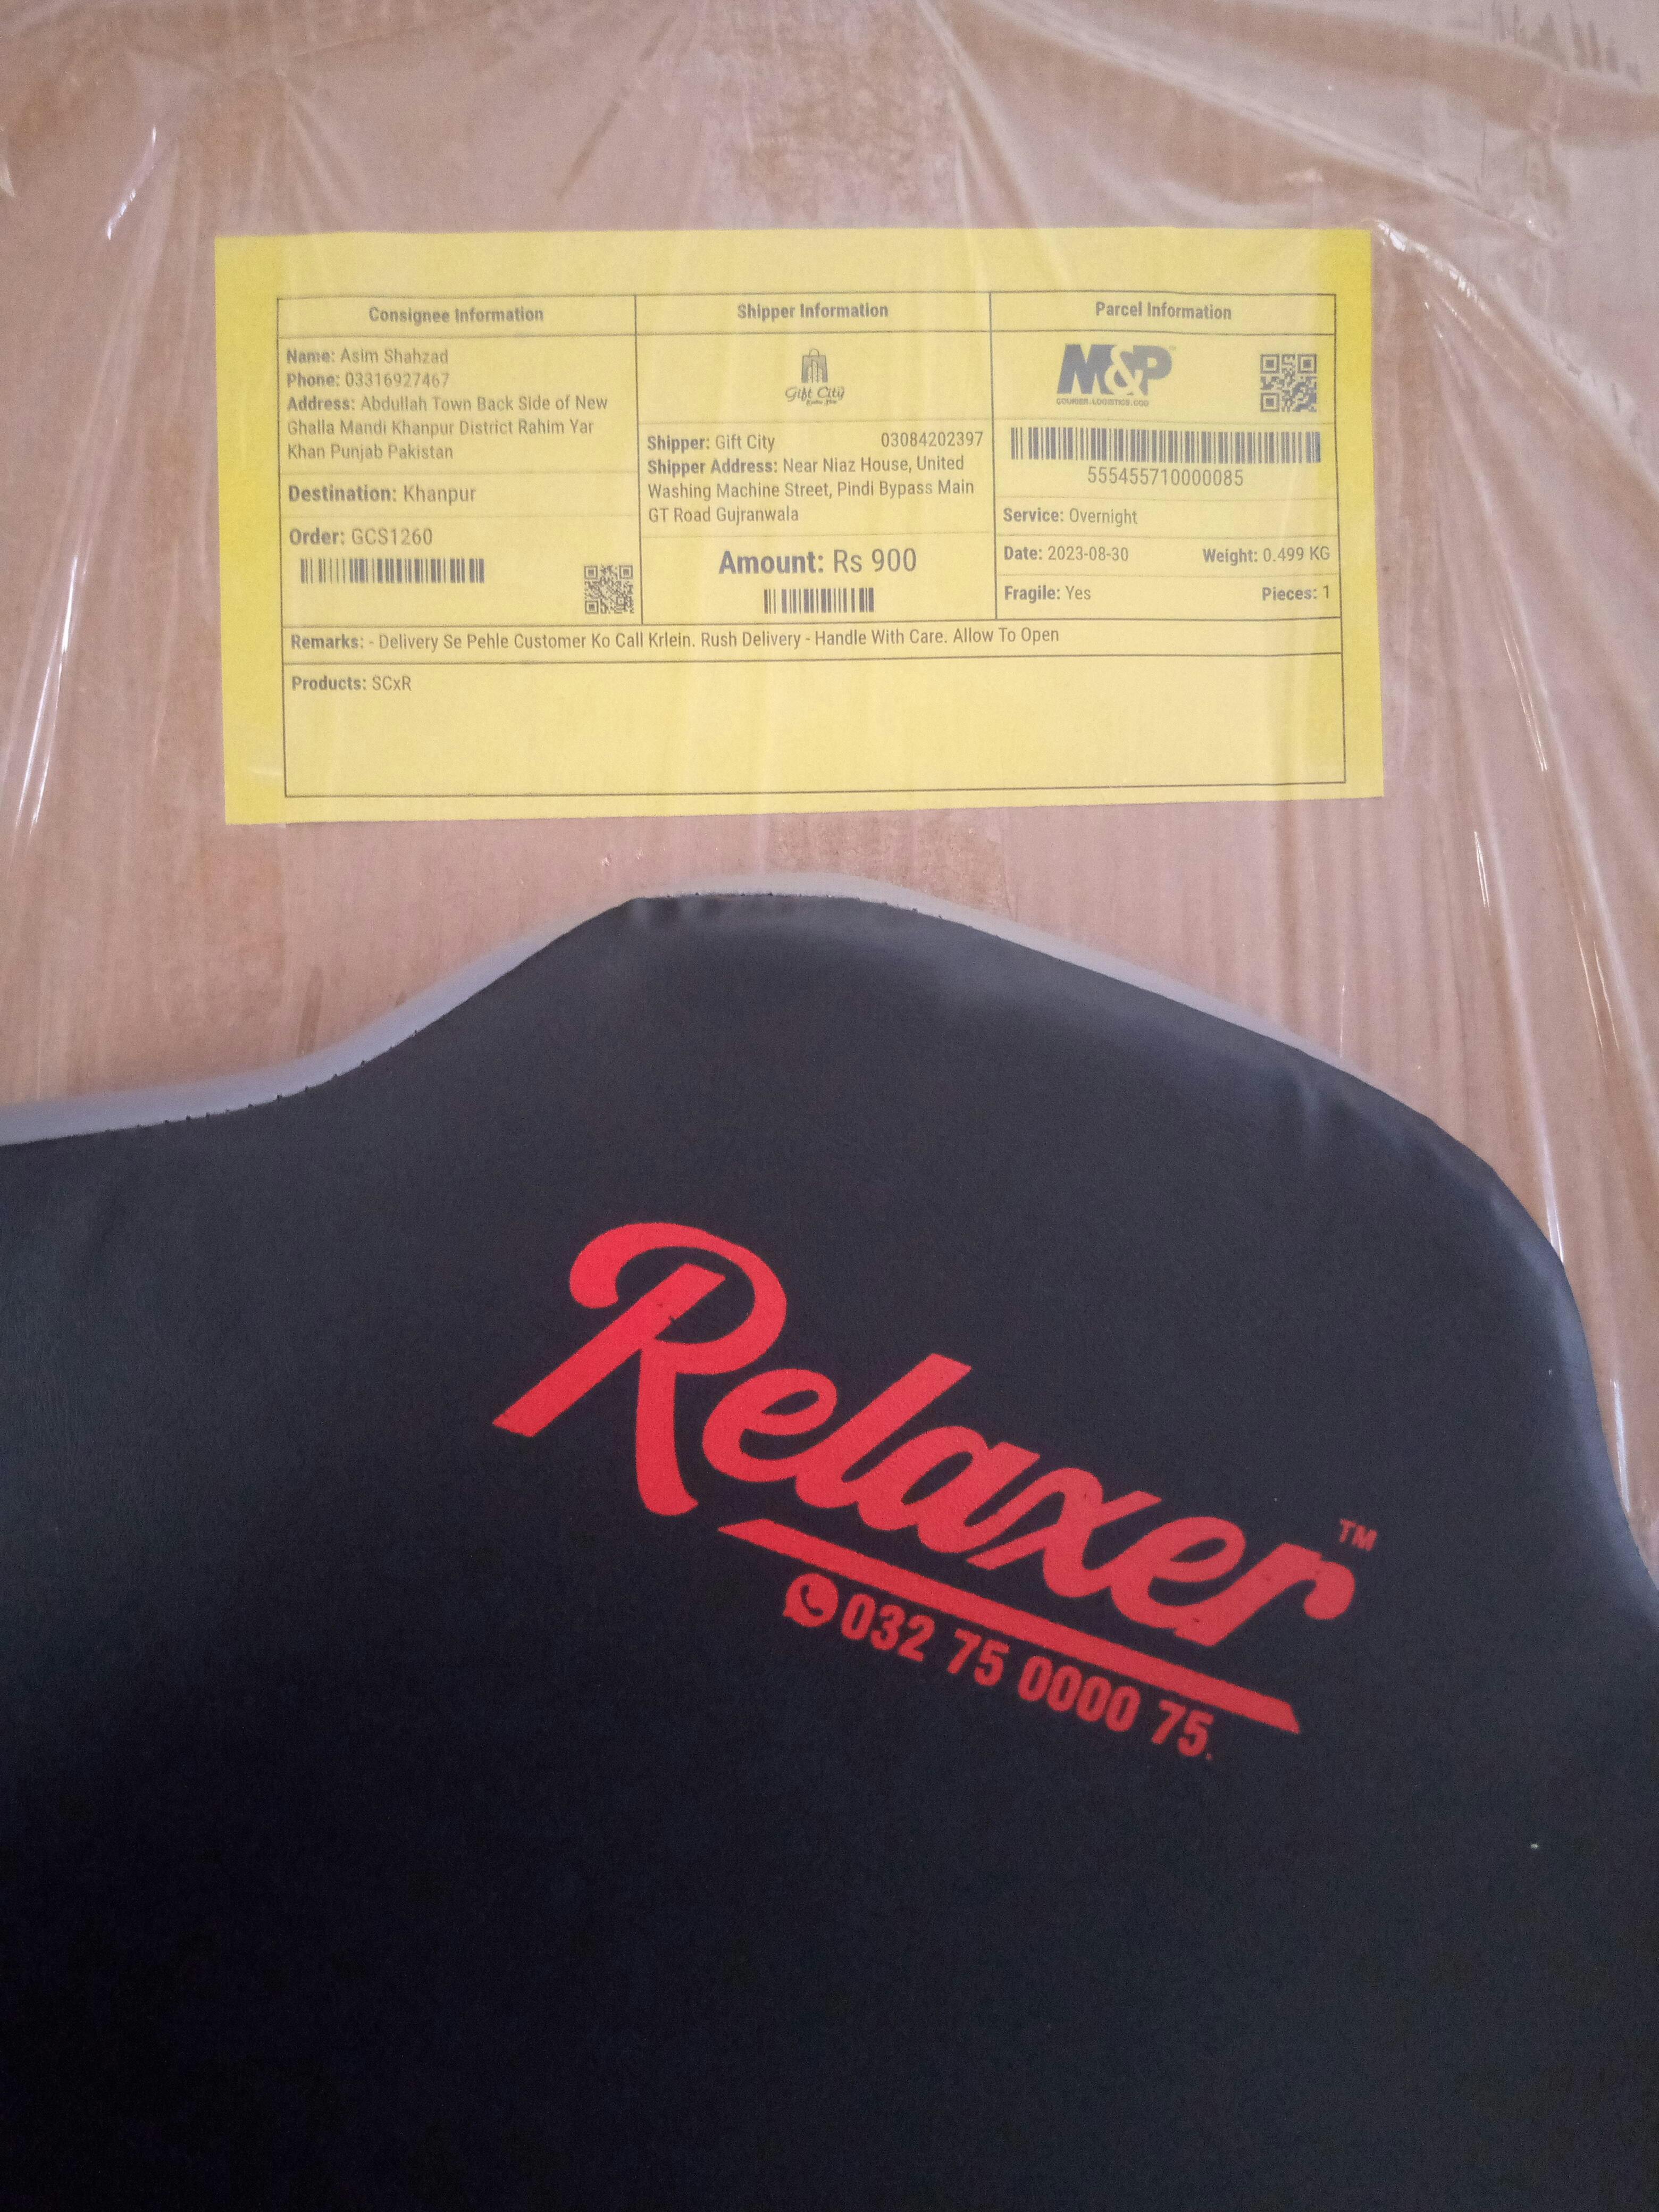 Consignee Information
Name: Asim Shahzad
Phone: 03316927467
Address: Abdullah Town Back Side of New
Ghalla Mandi Khanpur District Rahim Yar
Khan Punjab Pakistan
Destination: Khanpur
Order: GCS1260
Shipper Information
Gift City
Shipper: Gift City 03084202397
Shipper Address: Near Niaz House, United
Washing Machine Street, Pindi Bypass Main
GT Road Gujranwala
Amount: Rs 900
Parcel Information
M&P
COURIER.LOGISTICS.COD
555455710000085
Service: Overnight
Date: 2023-08-30 Weight: 0.499 KG
Fragile: Yes Pieces: 1
Remarks: - Delivery Se Pehle Customer Ko Call Krlein. Rush Delivery - Handle With Care. Allow To Open
Products: SCxR
Relaxer™
032 75 0000 75.